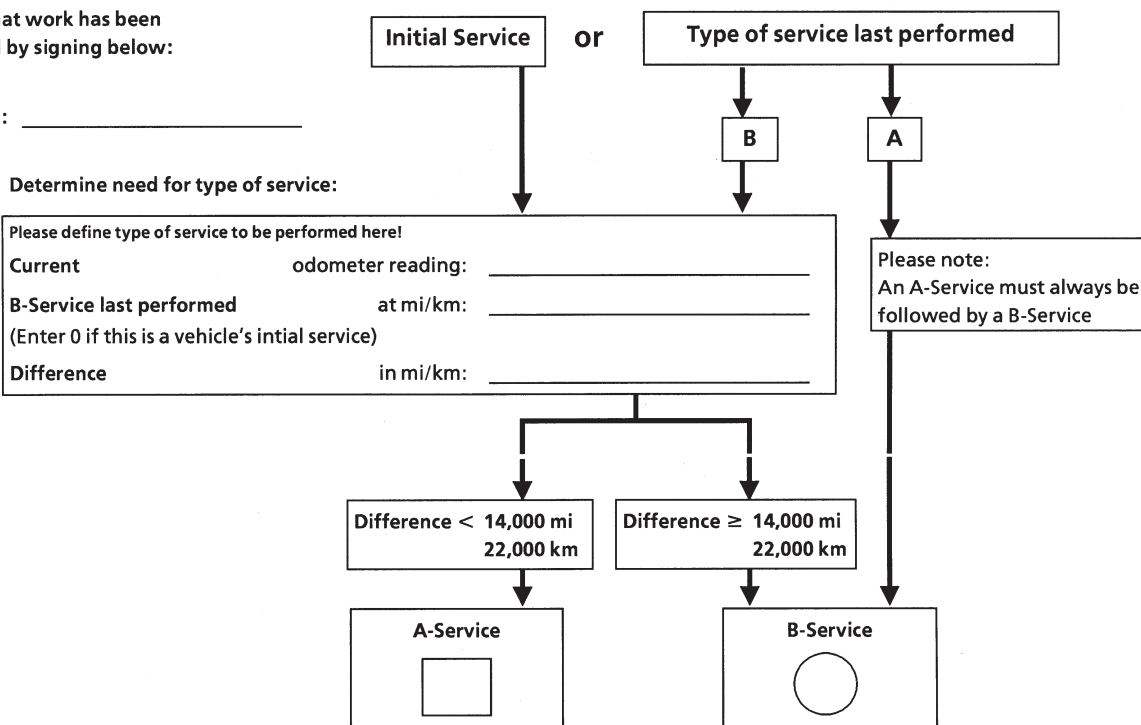 at work has been
by signing below:
:
Initial Service or Type of service last performed
B A
Determine need for type of service:
Please define type of service to be performed here!
Current odometer reading:
B-Service last performed at mi/km:
(Enter 0 if this is a vehicle's intial service)
Difference in mi/km:
Please note:
An A-Service must always be
followed by a B-Service
Difference < 14,000 mi
22,000 km
Difference ≥ 14,000 mi
22,000 km
A-Service
B-Service